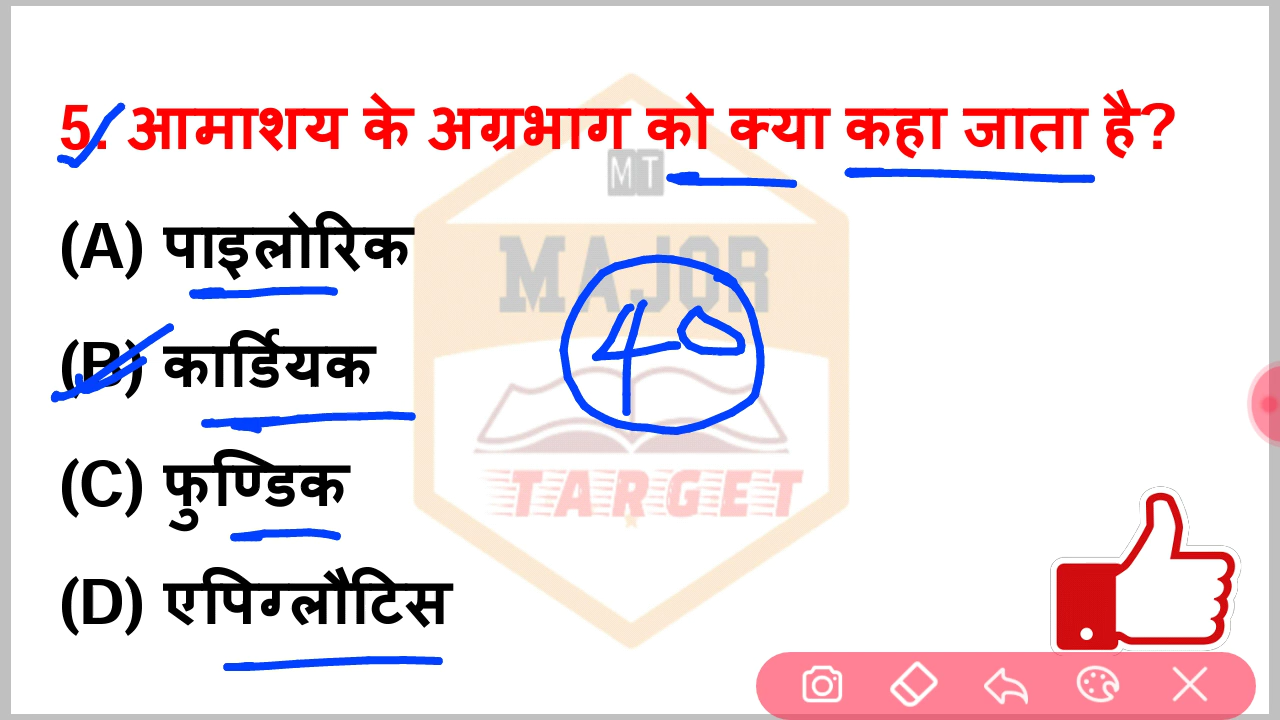 5. आमाशय के अग्रभाग को क्या कहा जाता है?
MT
(A) पाइलोरिक
MAJOR
40
(B) कार्डियक
(C) फुण्डिक
TARGET
(D) एपिग्लौटिस